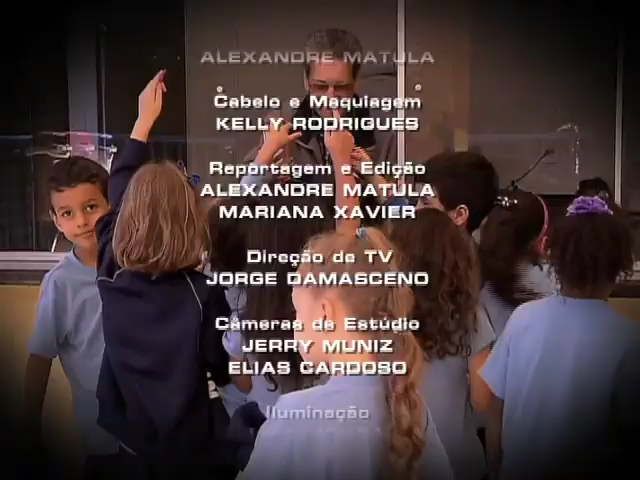 ALEXANDRE MATULA
Cabelo e Maquiagem
KELLY RODRIGUES
Reportagem e Edição
ALEXANDRE MATULA
MARIANA XAVIER
Direção de TV
JORGE DAMASCENO
Câmeras de Estúdio
JERRY MUNIZ
ELIAS CARDOSO
Iluminação